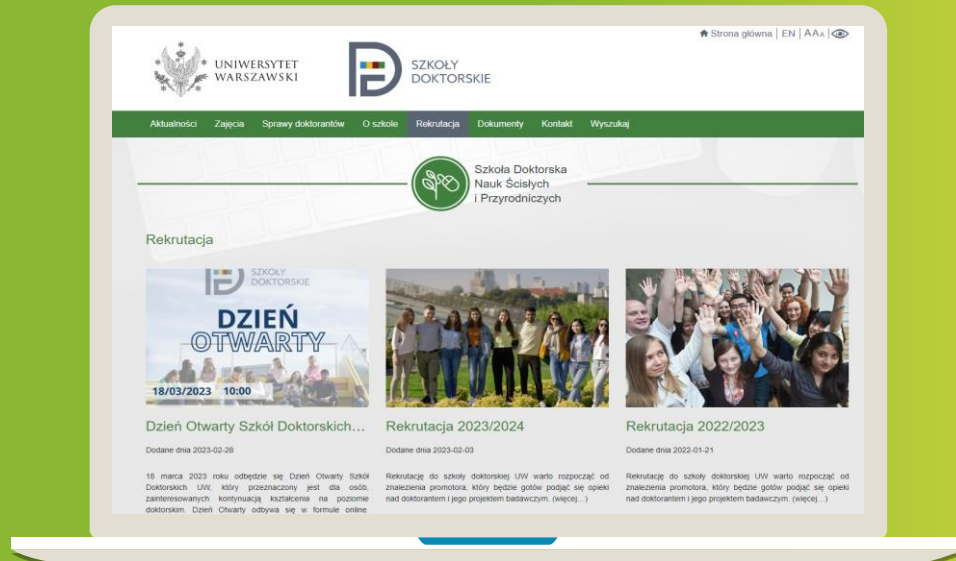 Strona główna | EN | AAA |
UNIWERSYTET
WARSZAWSKI
SZKOŁY
DOKTORSKIE
Aktualności Zajęcia Sprawy doktorantów O szkole Rekrutacja Dokumenty Kontakt Wyszukaj
Szkoła Doktorska
Nauk Ścisłych
i Przyrodniczych
Rekrutacja
SZKOŁY
DOKTORSKIE
DZIEŃ
OTWARTY
18/03/2023 10:00
Dzień Otwarty Szkół Doktorskich...
Dodane dnia 2023-02-28
18 marca 2023 roku odbędzie się Dzień Otwarty Szkół
Doktorskich UW, który przeznaczony jest dla osób,
zainteresowanych kontynuacją kształcenia na poziomie
doktorskim. Dzień Otwarty odbywa się w formule online.
Rekrutacja 2023/2024
Dodane dnia 2023-02-03
Rekrutację do szkoły doktorskiej UW warto rozpocząć od
znalezienia promotora, który będzie gotów podjąć się opieki
nad doktorantem i jego projektem badawczym. (więcej...)
Rekrutacja 2022/2023
Dodane dnia 2022-01-21
Rekrutację do szkoły doktorskiej UW warto rozpocząć od
znalezienia promotora, który będzie gotów podjąć się opieki
nad doktorantem i jego projektem badawczym. (więcej...)